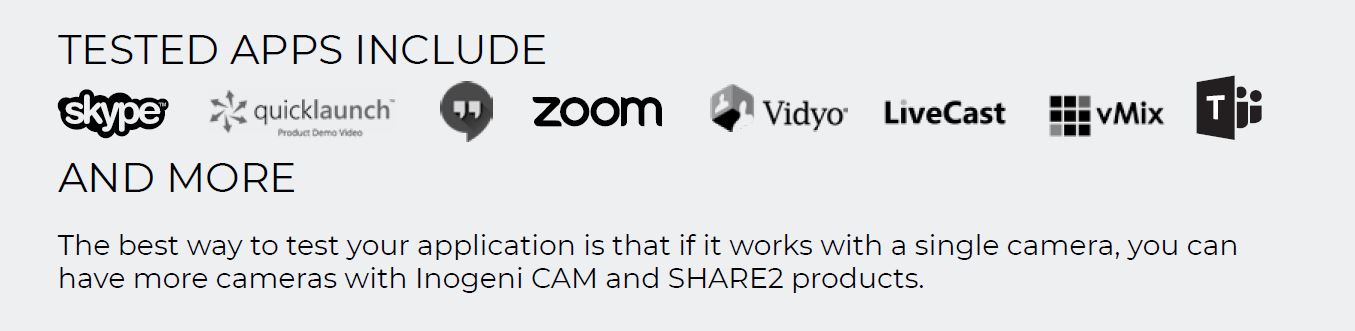 TESTED APPS INCLUDE
skype™ quicklaunch™ zoom Vidyo® LiveCast vMix T
Product Demo Video
AND MORE
The best way to test your application is that if it works with a single camera, you can
have more cameras with Inogeni CAM and SHARE2 products.